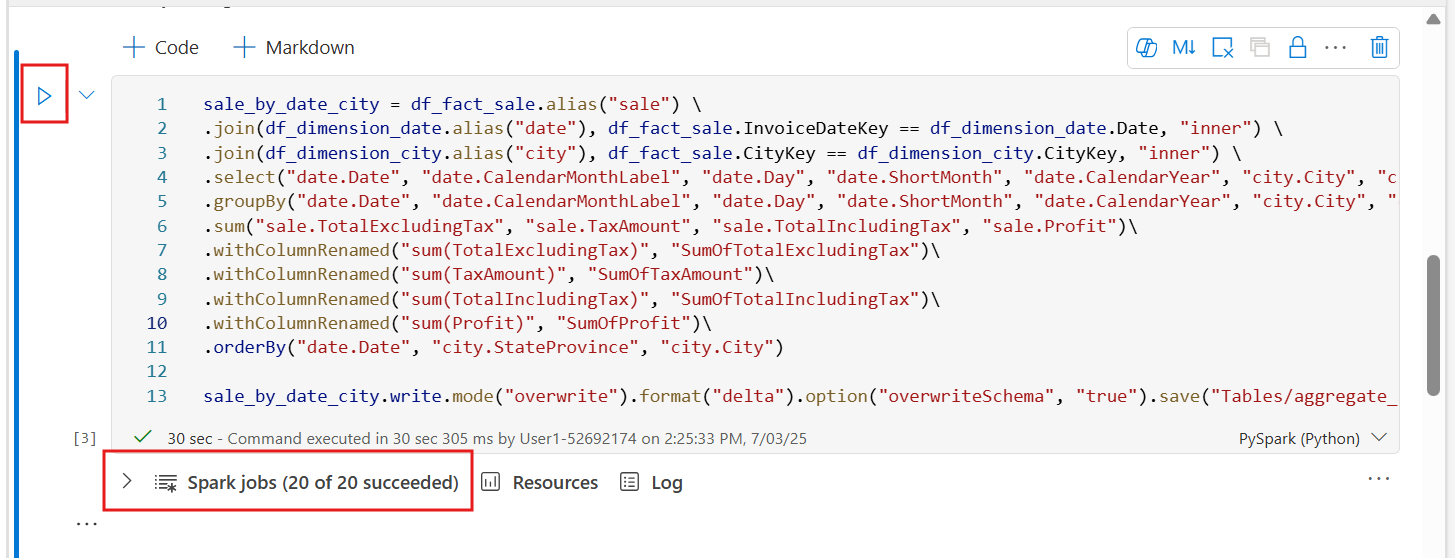 Code Markdown M↓ ...
1 sale_by_date_city = df_fact_sale.alias("sale") \
2 .join(df_dimension_date.alias("date"), df_fact_sale.InvoiceDateKey == df_dimension_date.Date, "inner") \
3 .join(df_dimension_city.alias("city"), df_fact_sale.CityKey == df_dimension_city.CityKey, "inner") \
4 .select("date.Date", "date.CalendarMonthLabel", "date.Day", "date.ShortMonth", "date.CalendarYear", "city.City", "c
5 .groupBy("date.Date", "date.CalendarMonthLabel", "date.Day", "date.ShortMonth", "date.CalendarYear", "city.City", "
6 .sum("sale.TotalExcludingTax", "sale.TaxAmount", "sale.TotalIncludingTax", "sale.Profit")\
7 .withColumnRenamed("sum(TotalExcludingTax)", "SumOfTotalExcludingTax")\
8 .withColumnRenamed("sum(TaxAmount)", "SumOfTaxAmount")\
9 .withColumnRenamed("sum(TotalIncludingTax)", "SumOfTotalIncludingTax")\
10 .withColumnRenamed("sum(Profit)", "SumOfProfit")\
11 .orderBy("date.Date", "city.StateProvince", "city.City")
12
13 sale_by_date_city.write.mode("overwrite").format("delta").option("overwriteSchema", "true").save("Tables/aggregate_
[3] 30 sec - Command executed in 30 sec 305 ms by User1-52692174 on 2:25:33 PM, 7/03/25 PySpark (Python)
Spark jobs (20 of 20 succeeded) Resources Log ...
...